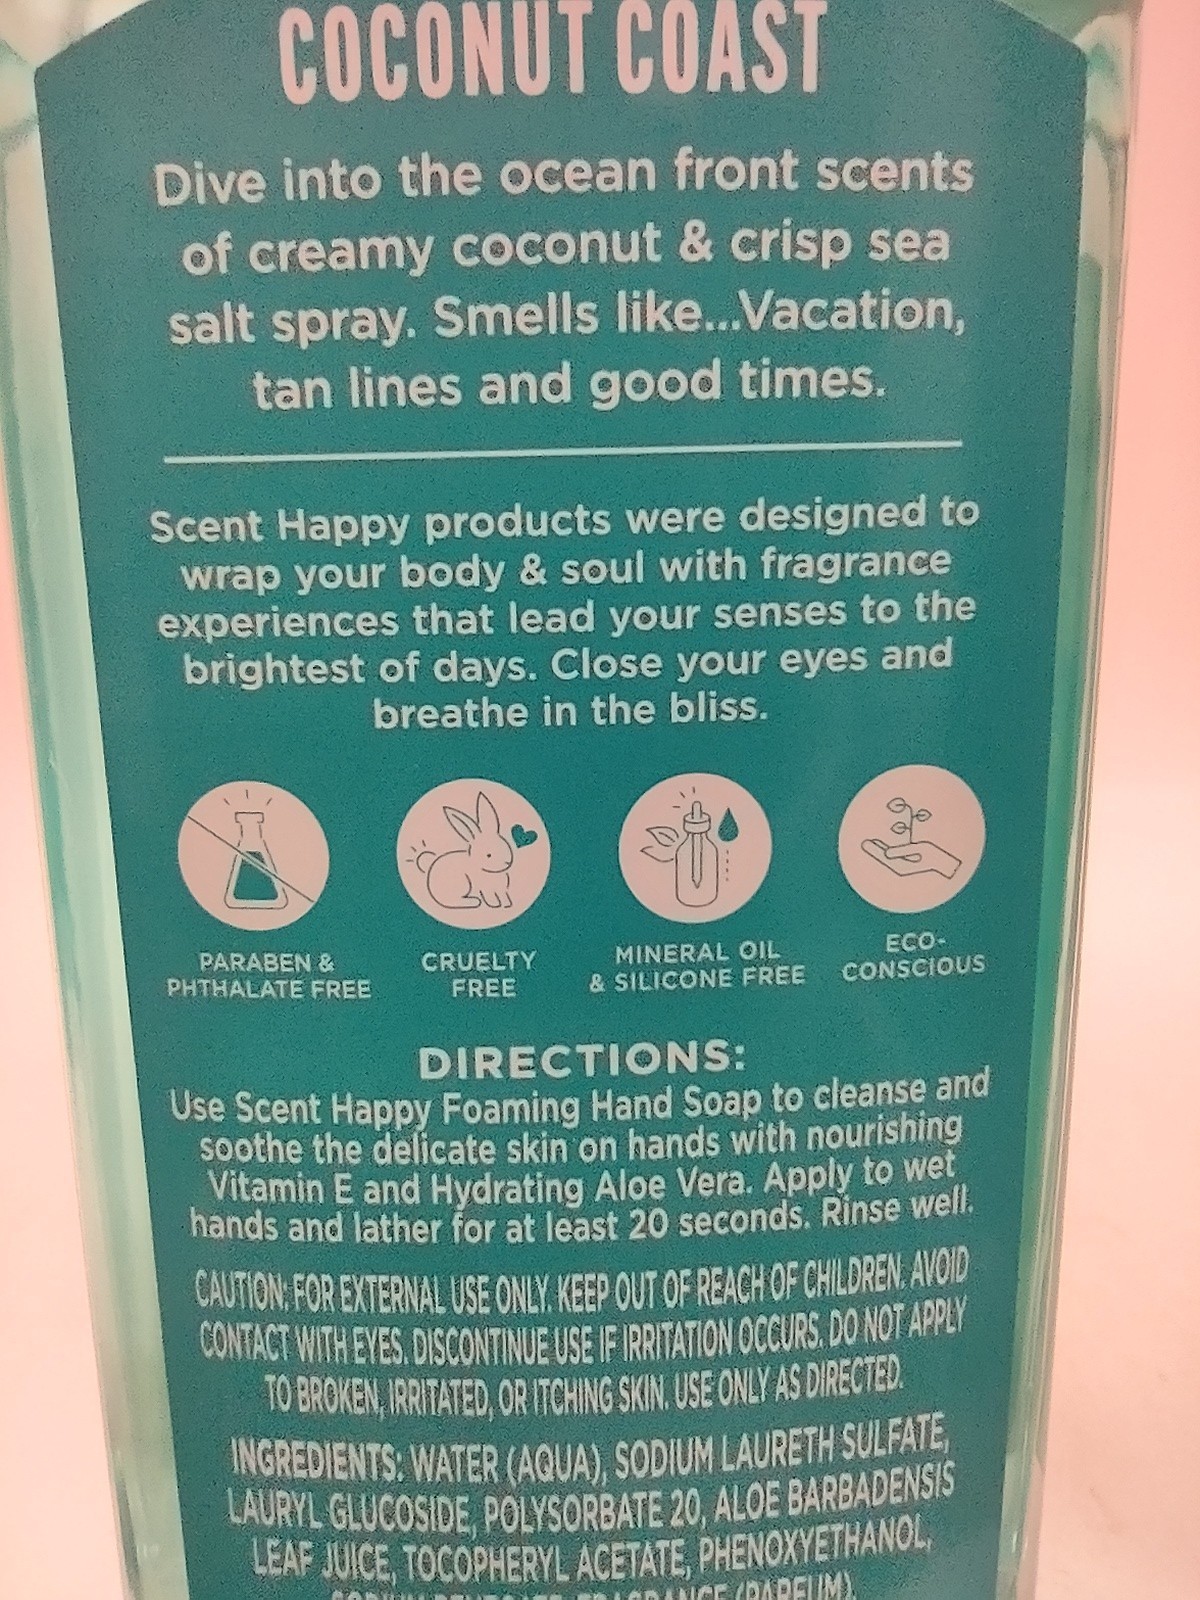 COCONUT COAST
Dive into the ocean front scents
of creamy coconut & crisp sea
salt spray. Smells like...Vacation,
tan lines and good times.
Scent Happy products were designed to
wrap your body & soul with fragrance
experiences that lead your senses to the
brightest of days. Close your eyes and
breathe in the bliss.
PARABEN &
PHTHALATE FREE
CRUELTY
FREE
MINERAL OIL
& SILICONE FREE
ECO-
CONSCIOUS
DIRECTIONS:
Use Scent Happy Foaming Hand Soap to cleanse and
soothe the delicate skin on hands with nourishing
Vitamin E and Hydrating Aloe Vera. Apply to wet
hands and lather for at least 20 seconds. Rinse well.
CAUTION: FOR EXTERNAL USE ONLY. KEEP OUT OF REACH OF CHILDREN. AVOID
CONTACT WITH EYES. DISCONTINUE USE IF IRRITATION OCCURS. DO NOT APPLY
TO BROKEN, IRRITATED, OR ITCHING SKIN. USE ONLY AS DIRECTED.
INGREDIENTS: WATER (AQUA), SODIUM LAURETH SULFATE,
LAURYL GLUCOSIDE, POLYSORBATE 20, ALOE BARBADENSIS
LEAF JUICE, TOCOPHERYL ACETATE, PHENOXYETHANOL,
FRAGRANCE (PARFUM),